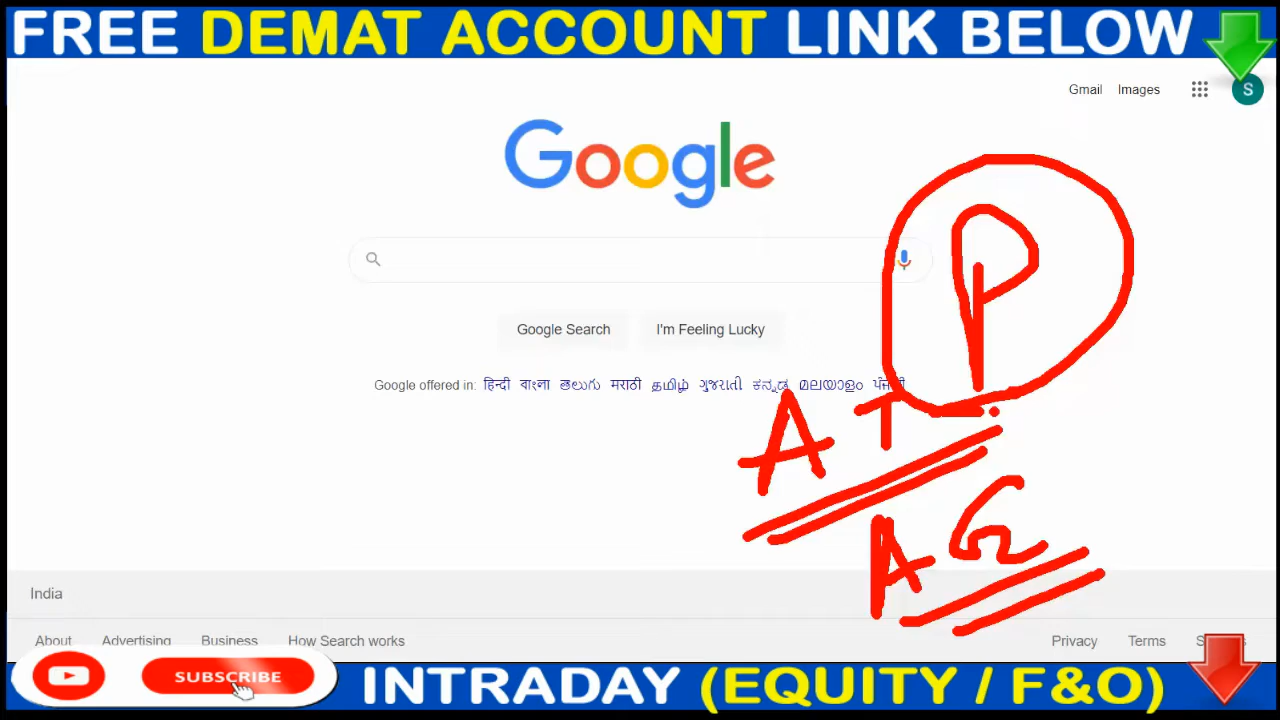 FREE DEMAT ACCOUNT LINK BELOW
Gmail Images S
Google
P
Google Search I'm Feeling Lucky
Google offered in: हिन्दी বাংলা తెలుగు मराठी தமிழ் ગુજરાતી ಕನ್ನಡ മലയാളം ਪੰਜਾਬੀ
A T
A G
India
About Advertising Business How Search works Privacy Terms
SUBSCRIBE
INTRADAY (EQUITY / F&O)